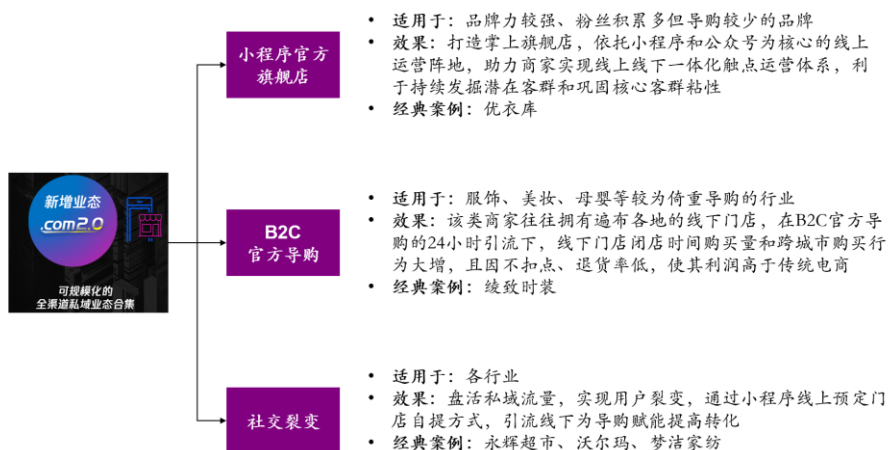 新增业态
.com2.0
可规模化的
全渠道私域业态合集
小程序官方
旗舰店
• 适用于：品牌力较强、粉丝积累多但导购较少的品牌
• 效果：打造掌上旗舰店，依托小程序和公众号为核心的线上
运营阵地，助力商家实现线上线下一体化触点运营体系，利
于持续发掘潜在客群和巩固核心客群粘性
• 经典案例：优衣库
B2C
官方导购
• 适用于：服饰、美妆、母婴等较为倚重导购的行业
• 效果：该类商家往往拥有遍布各地的线下门店，在B2C官方导
购的24小时引流下，线下门店闭店时间购买量和跨城市购买行
为大增，且因不扣点、退货率低，使其利润高于传统电商
• 经典案例：绫致时装
社交裂变
• 适用于：各行业
• 效果：盘活私域流量，实现用户裂变，通过小程序线上预定门
店自提方式，引流线下为导购赋能提高转化
• 经典案例：永辉超市、沃尔玛、梦洁家纺